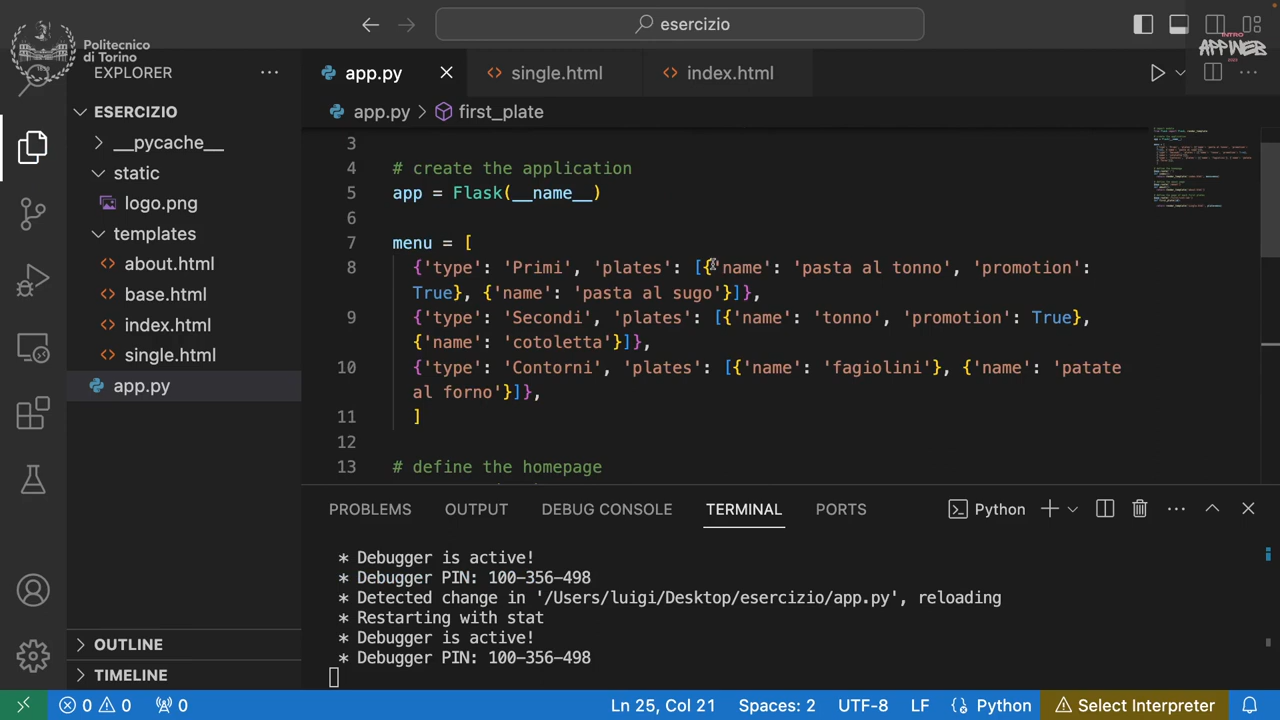 esercizio
Politecnico
di Torino
INTRO
APPIWEB
EXPLORER
app.py
single.html
index.html
ESERCIZIO
app.py > first_plate
__pycache__
static
logo.png
templates
about.html
base.html
index.html
single.html
app.py
OUTLINE
TIMELINE
3
4 # create the application
5 app = Flask(__name__)
6
7 menu = [
8 {'type': 'Primi', 'plates': [{'name': 'pasta al tonno', 'promotion':
True}, {'name': 'pasta al sugo'}]},
9 {'type': 'Secondi', 'plates': [{'name': 'tonno', 'promotion': True},
{'name': 'cotoletta'}]},
10 {'type': 'Contorni', 'plates': [{'name': 'fagiolini'}, {'name': 'patate
al forno'}]},
11 ]
12
13 # define the homepage
PROBLEMS OUTPUT DEBUG CONSOLE TERMINAL PORTS Python
* Debugger is active!
* Debugger PIN: 100-356-498
* Detected change in '/Users/luigi/Desktop/esercizio/app.py', reloading
* Restarting with stat
* Debugger is active!
* Debugger PIN: 100-356-498
0 0 0 Ln 25, Col 21 Spaces: 2 UTF-8 LF Python Select Interpreter